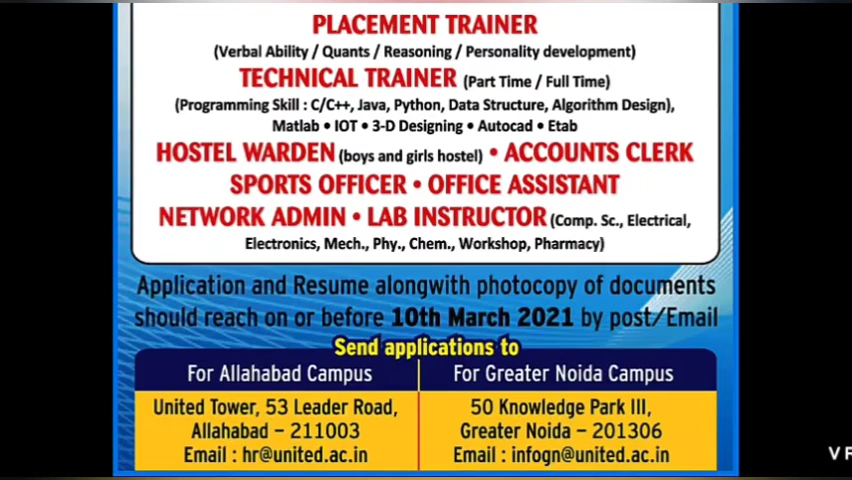 PLACEMENT TRAINER
(Verbal Ability / Quants / Reasoning / Personality development)
TECHNICAL TRAINER (Part Time / Full Time)
(Programming Skill : C/C++, Java, Python, Data Structure, Algorithm Design),
Matlab • IOT • 3-D Designing • Autocad • Etab
HOSTEL WARDEN (boys and girls hostel) • ACCOUNTS CLERK
SPORTS OFFICER • OFFICE ASSISTANT
NETWORK ADMIN • LAB INSTRUCTOR (Comp. Sc., Electrical,
Electronics, Mech., Phy., Chem., Workshop, Pharmacy)
Application and Resume alongwith photocopy of documents
should reach on or before 10th March 2021 by post/Email
Send applications to
For Allahabad Campus
United Tower, 53 Leader Road,
Allahabad – 211003
Email : hr@united.ac.in
For Greater Noida Campus
50 Knowledge Park III,
Greater Noida – 201306
Email : infogn@united.ac.in